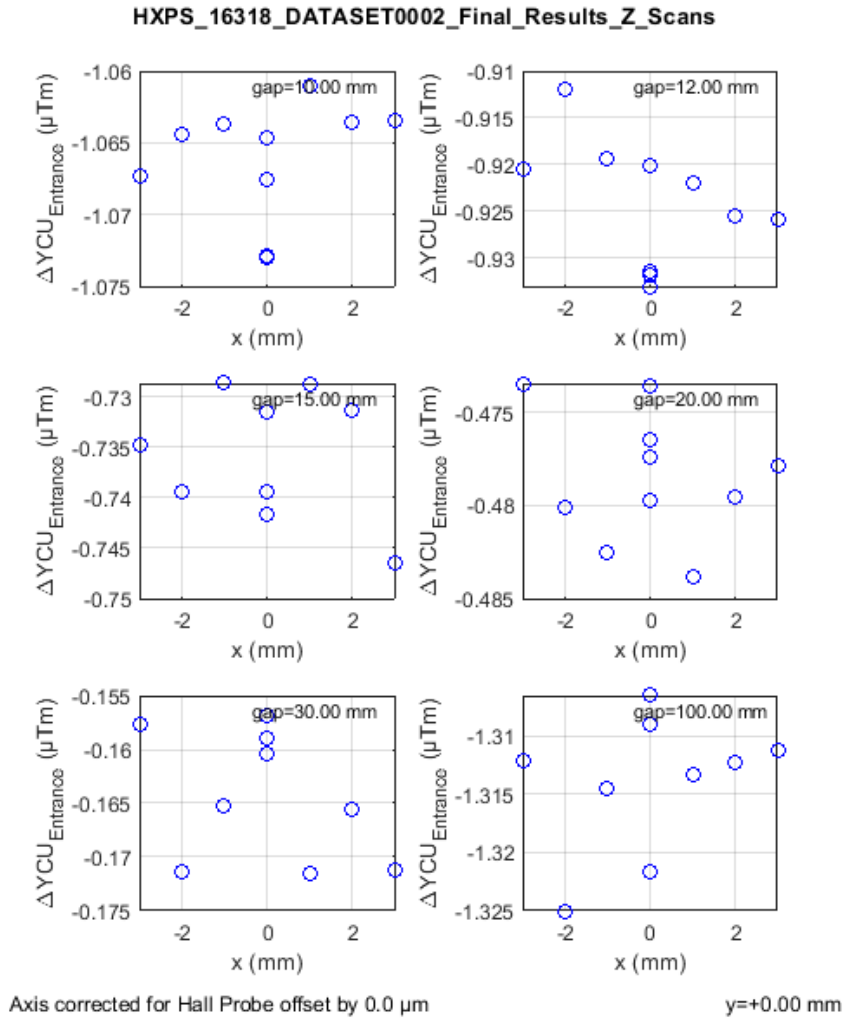 HXPS_16318_DATASET0002_Final_Results_Z_Scans
gap=10.00 mm
ΔYCU_Entrance (μTm)
-1.06
-1.065
-1.07
-1.075
-2 0 2
x (mm)
gap=12.00 mm
ΔYCU_Entrance (μTm)
-0.91
-0.915
-0.92
-0.925
-0.93
-2 0 2
x (mm)
gap=15.00 mm
ΔYCU_Entrance (μTm)
-0.73
-0.735
-0.74
-0.745
-0.75
-2 0 2
x (mm)
gap=20.00 mm
ΔYCU_Entrance (μTm)
-0.475
-0.48
-0.485
-2 0 2
x (mm)
gap=30.00 mm
ΔYCU_Entrance (μTm)
-0.155
-0.16
-0.165
-0.17
-0.175
-2 0 2
x (mm)
gap=100.00 mm
ΔYCU_Entrance (μTm)
-1.31
-1.315
-1.32
-1.325
-2 0 2
x (mm)
Axis corrected for Hall Probe offset by 0.0 μm
y=+0.00 mm